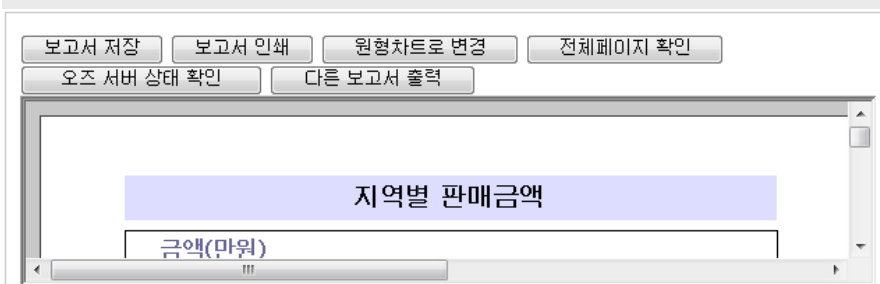 보고서 저장 보고서 인쇄 원형차트로 변경 전체페이지 확인
오즈 서버 상태 확인 다른 보고서 출력
지역별 판매금액
금액(만원)